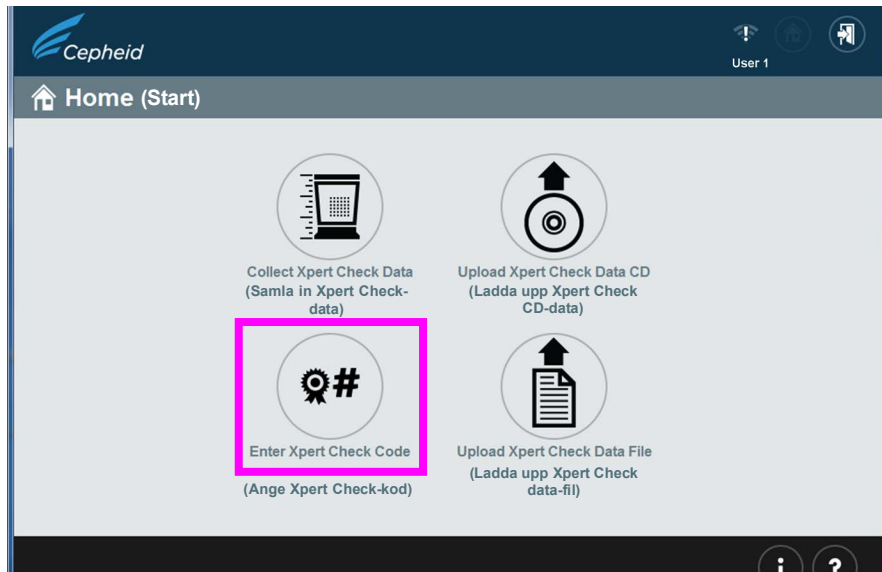 Cepheid
User 1
Home (Start)
Collect Xpert Check Data
(Samla in Xpert Check-
data)
Upload Xpert Check Data CD
(Ladda upp Xpert Check
CD-data)
#
Enter Xpert Check Code
(Ange Xpert Check-kod)
Upload Xpert Check Data File
(Ladda upp Xpert Check
data-fil)
i ?